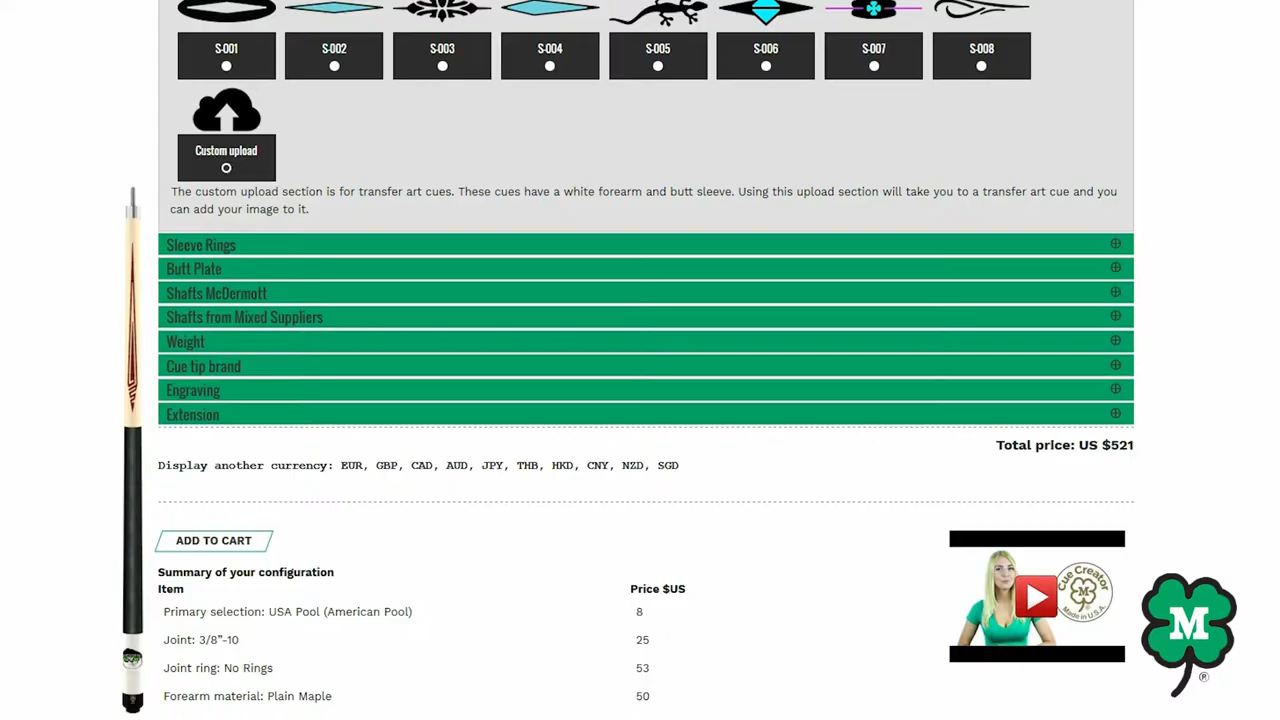 S-001 S-002 S-003 S-004 S-005 S-006 S-007 S-008
Custom upload
The custom upload section is for transfer art cues. These cues have a white forearm and butt sleeve. Using this upload section will take you to a transfer art cue and you
can add your image to it.
Sleeve Rings
Butt Plate
Shafts McDermott
Shafts from Mixed Suppliers
Weight
Cue tip brand
Engraving
Extension
Total price: US $521
Display another currency: EUR, GBP, CAD, AUD, JPY, THB, HKD, CNY, NZD, SGD
ADD TO CART
Summary of your configuration
Item Price $US
Primary selection: USA Pool (American Pool) 8
Joint: 3/8"-10 25
Joint ring: No Rings 53
Forearm material: Plain Maple 50
Cue Creator
M
Made in U.S.A.
M
®